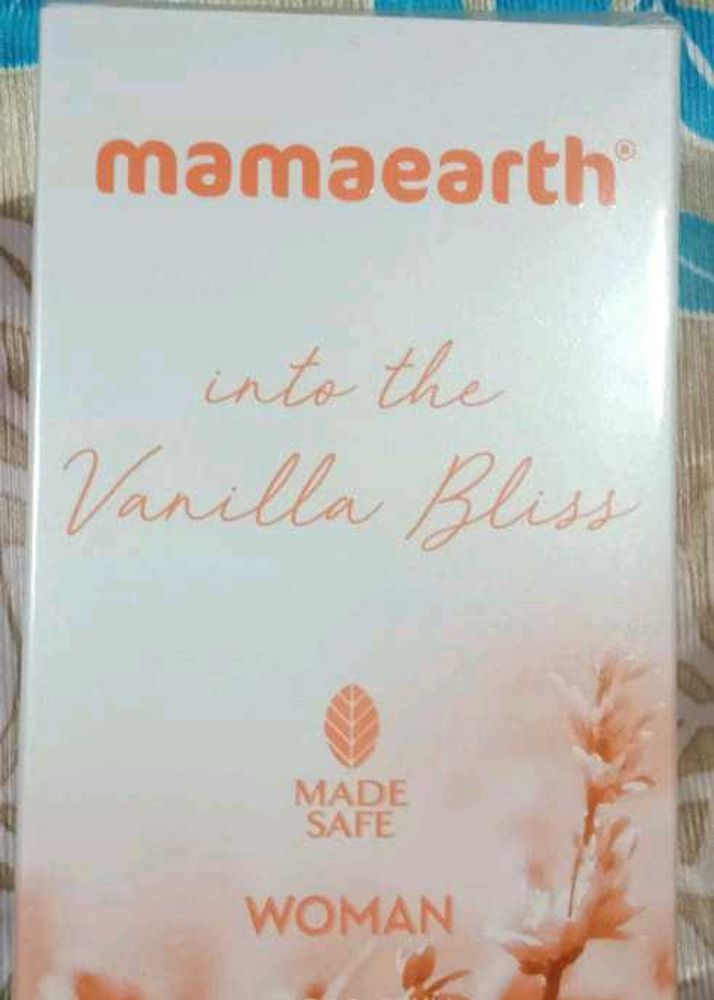 mamaearth®
into the
Vanilla Bliss
MADE
SAFE
WOMAN